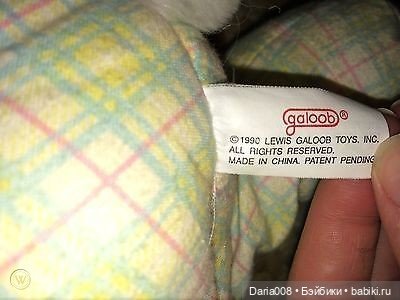 galoob®
©1990 LEWIS GALOOB TOYS, INC.
ALL RIGHTS RESERVED.
MADE IN CHINA. PATENT PENDING
Daria008 • Бэйбики • babiki.ru